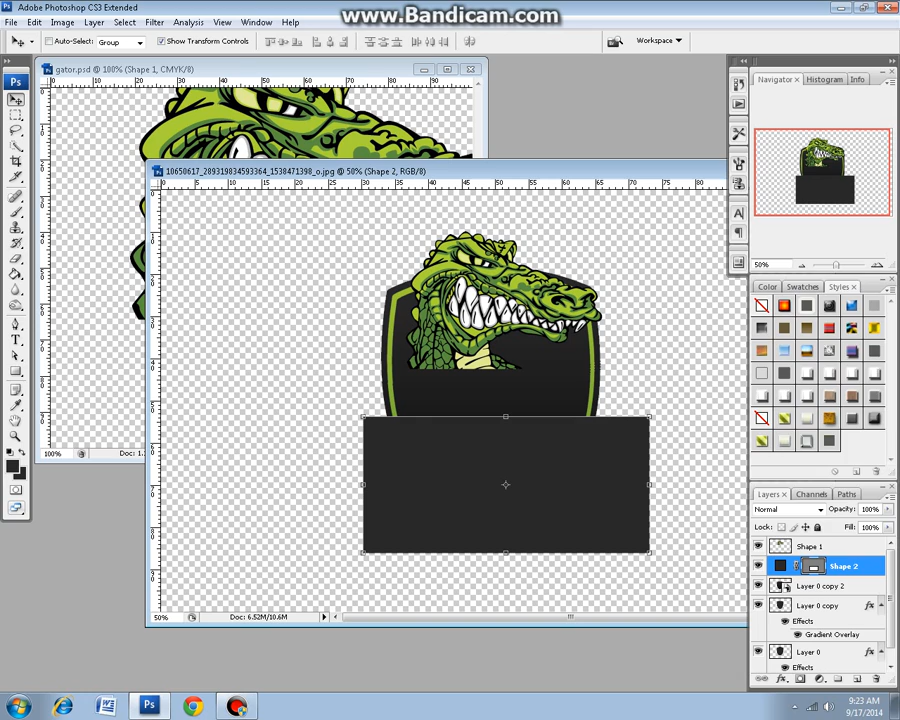 Adobe Photoshop CS3 Extended
www.Bandicam.com
File Edit Image Layer Select Filter Analysis View Window Help
Auto-Select: Group Show Transform Controls Workspace
gator.psd @ 100% (Shape 1, CMYK/8)
10650617_289319834593364_1538471398_o.jpg @ 50% (Shape 2, RGB/8)
Navigator Histogram Info
50%
Color Swatches Styles
100% Doc: 1.
50% Doc: 6.52M/10.6M
Layers Channels Paths
Normal Opacity: 100%
Lock: Fill: 100%
Shape 1
Shape 2
Layer 0 copy 2
Layer 0 copy
Effects
Gradient Overlay
Layer 0
Effects
9:23 AM
9/17/2014